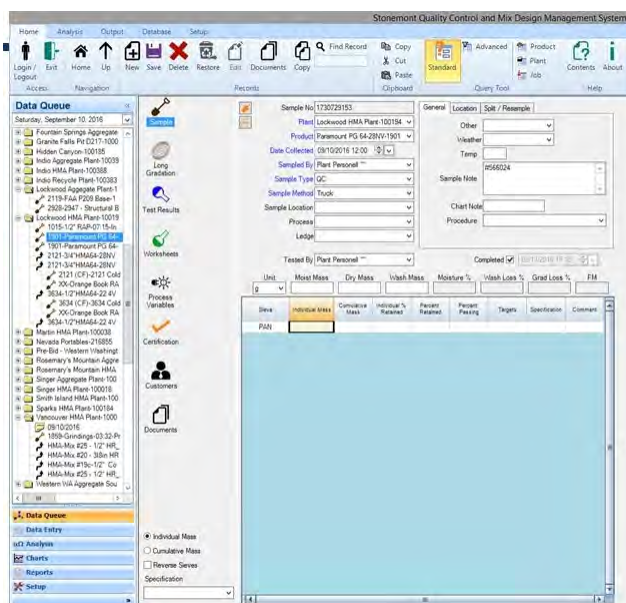 Stonemont Quality Control and Mix Design Management System
Home Analysis Output Database Setup
Login / Logout Exit Home Up New Save Delete Restore Edit Documents Copy Find Record Copy Cut Paste Standard Advanced Product Plant Job Contents About
Access Navigation Records Clipboard Query Tool Help
Data Queue
Saturday, September 10, 2016
Fountain Springs Aggregate
Granite Falls Pit D217-1000
Hidden Canyon-100185
Indio Aggregate Plant-10039
Indio HMA Plant-100368
Indio Recycle Plant-100383
Lockwood Aggegate Plant-1
2119-FAA P209 Base-1
2928-2947 - Structural B
Lockwood HMA Plant-10019
1015-1/2" RAP-07.15-In
1901-Paramount PG 64-
1901-Paramount PG 64-
2121-3/4"HMA64-28NV
2121-3/4"HMA64-28NV
2121 (CF)-2121 Cold
XX-Orange Book RA
3634-1/2"HMA64-22 4V
3634 (CF)-3634 Cold
XX-Orange Book RA
3634-1/2"HMA64-22 4V
Martin HMA Plant-100038
Nevada Portables-216855
Pre-Bid - Western Washingt
Rosemary's Mountain Aggre
Rosemary's Mountain HMA
Singer Aggregate Plant-100
Singer HMA Plant-100018
Smith Island HMA Plant-100
Sparks HMA Plant-100184
Vancouver HMA Plant-1000
09/10/2016
1859-Grindings-03.32-Pr
HMA-Mix #25 - 1/2" HR_
HMA-Mix #20 - 3/8in HR
HMA-Mix #19c-1/2" Co
HMA-Mix #25 - 1/2" HR_
Western WA Aggregate Sou
Data Queue
Data Entry
Analysis
Charts
Reports
Setup
Sample
Long Gradation
Test Results
Worksheets
Process Variables
Certification
Customers
Documents
Individual Mass
Cumulative Mass
Reverse Sieves
Specification
Sample No 1730729153
Plant Lockwood HMA Plant-100194
Product Paramount PG 64-28NV-1901
Date Collected 09/10/2016 12:00
Sampled By Plant Personell ""
Sample Type QC
Sample Method Truck
Sample Location
Process
Ledge
Tested By Plant Personell ""
General Location Split / Resample
Other
Weather
Temp
Sample Note #566024
Chart Note
Procedure
Completed
Unit Moist Mass Dry Mass Wash Mass Moisture % Wash Loss % Grad Loss % FM
g
Sieve Individual Mass Cumulative Mass Individual % Retained Percent Retained Percent Passing Targets Specification Comment
PAN